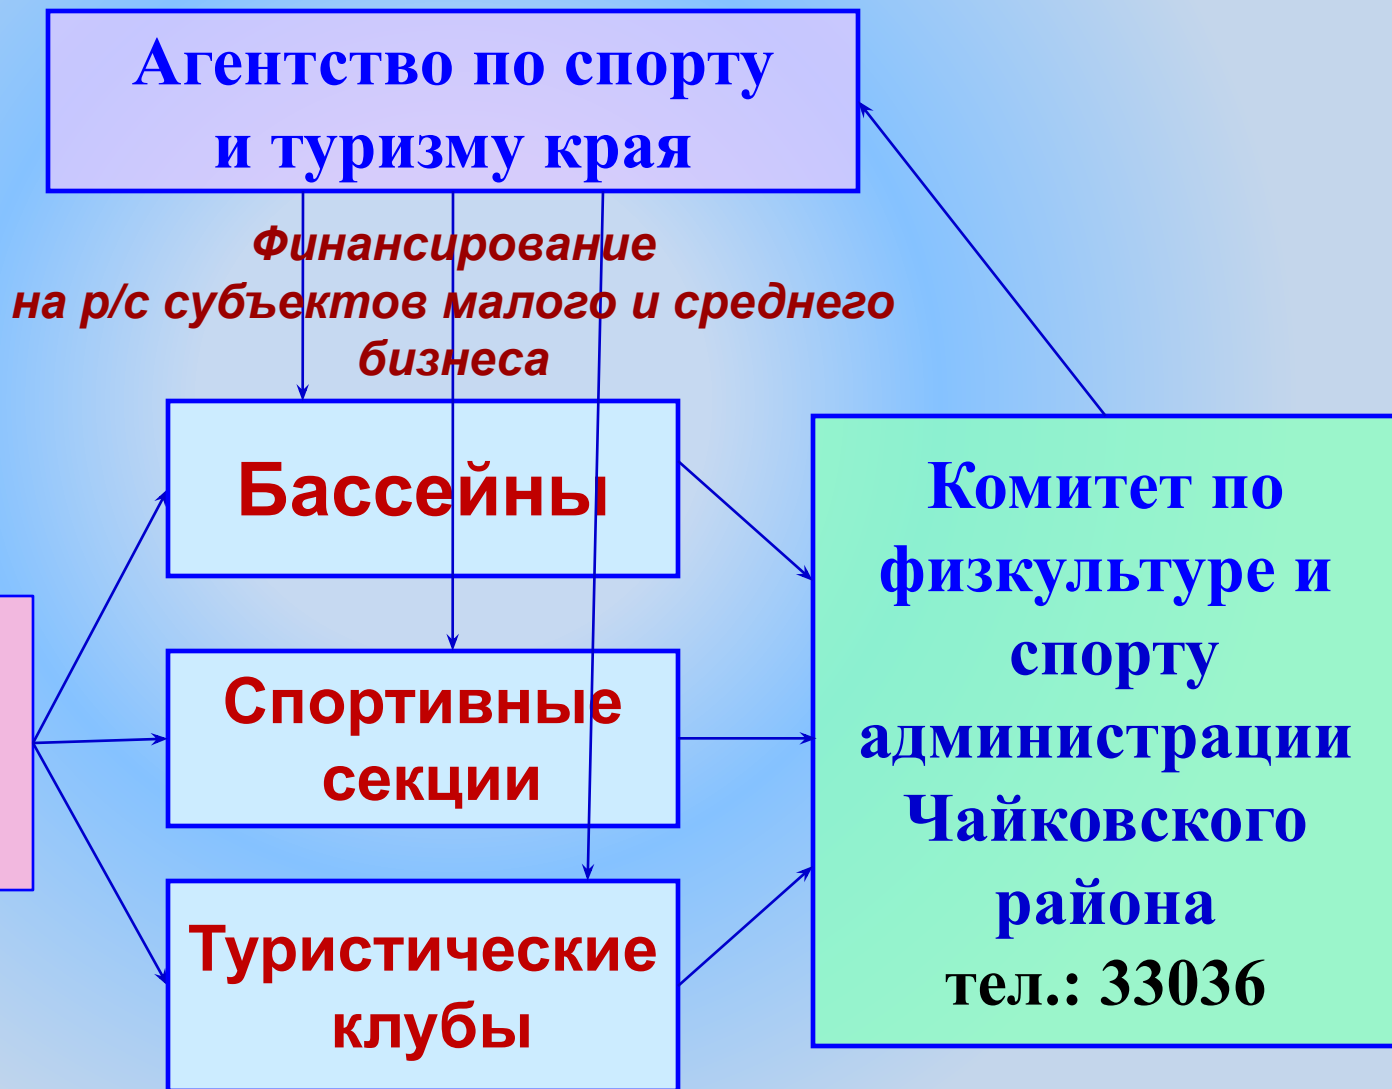 Агентство по спорту
и туризму края
Финансирование
на р/с субъектов малого и среднего
бизнеса
Бассейны
Спортивные
секции
Туристические
клубы
Комитет по
физкультуре и
спорту
администрации
Чайковского
района
тел.: 33036